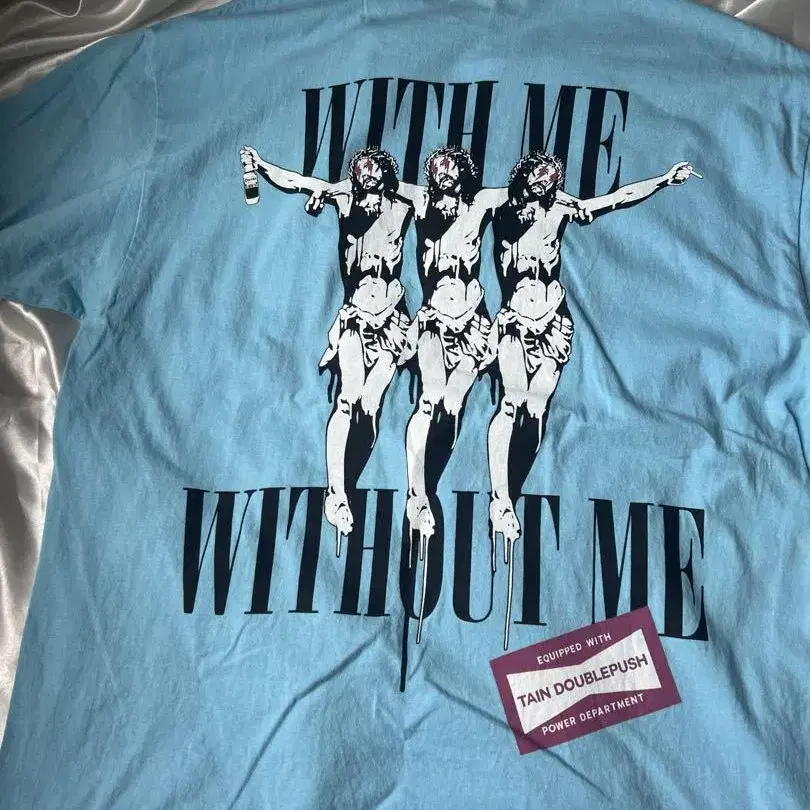 WITH ME
WITHOUT ME
EQUIPPED WITH
TAIN DOUBLEPUSH
POWER DEPARTMENT